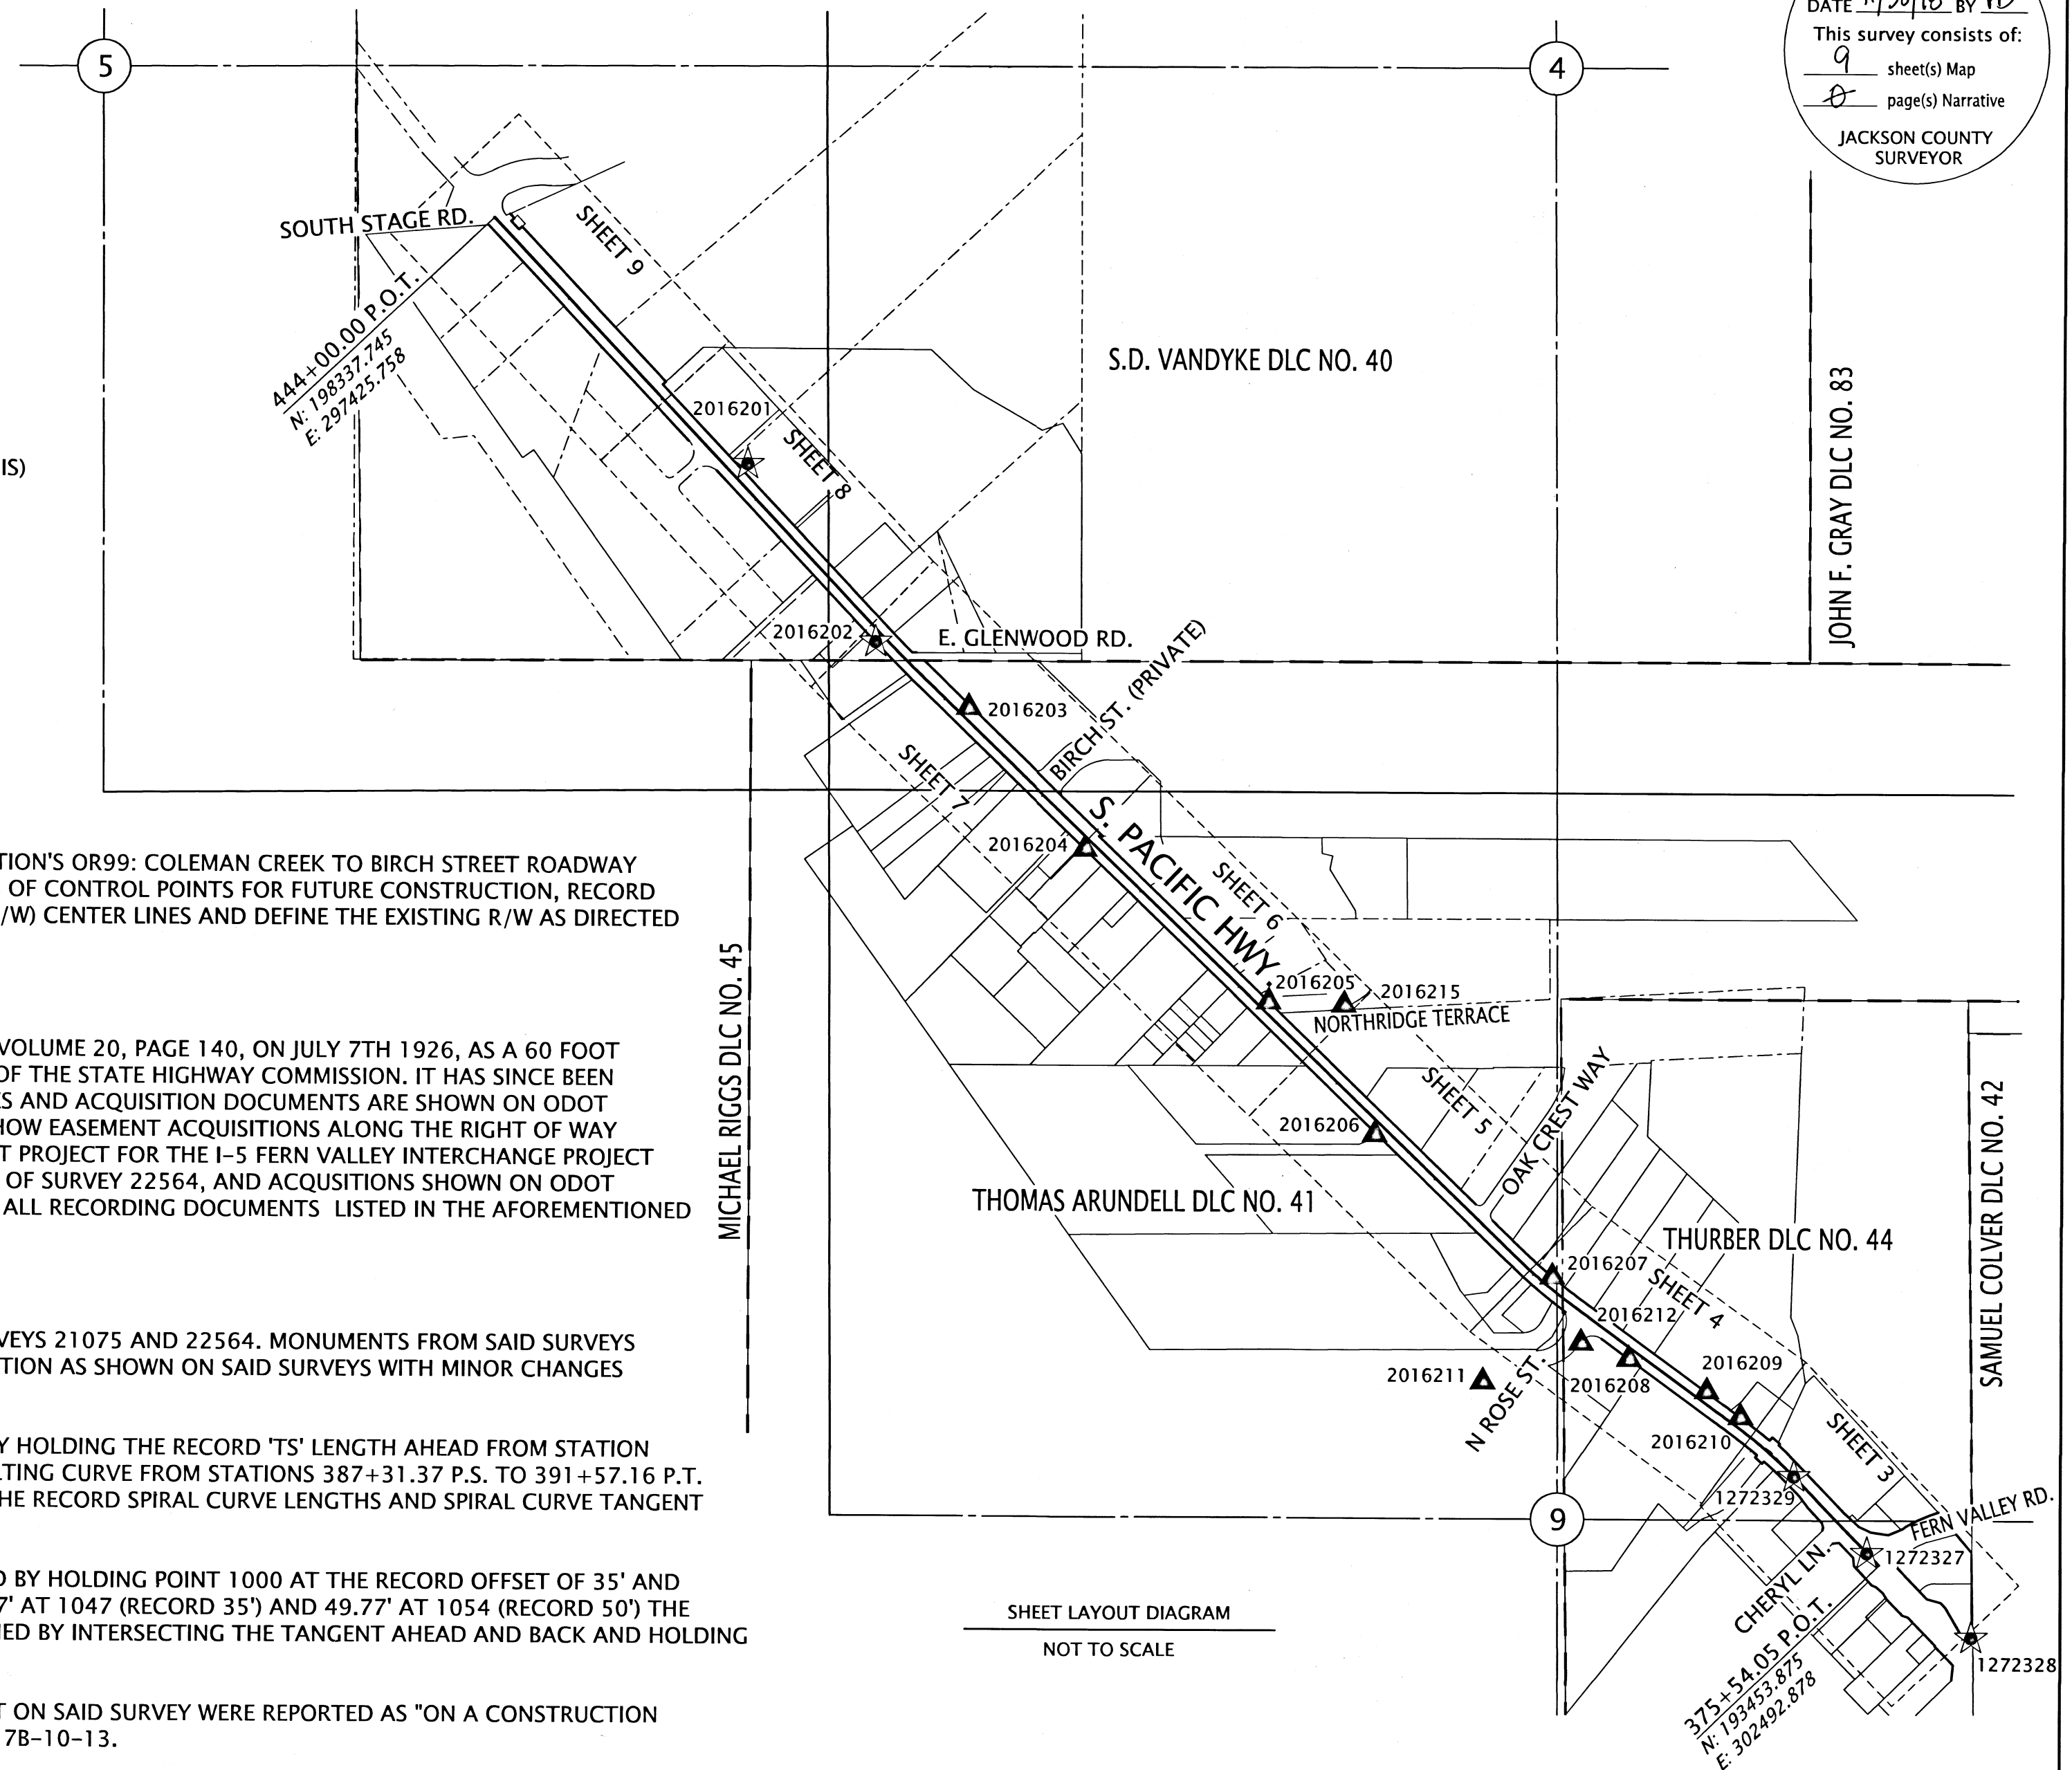 DATE 11/30/16 BY
This survey consists of:
9 sheet(s) Map
0 page(s) Narrative
JACKSON COUNTY
SURVEYOR
5
4
SOUTH STAGE RD.
SHEET 9
444+00.00 P.O.T.
N: 198337.745
E: 297425.758
S.D. VANDYKE DLC NO. 40
JOHN F. GRAY DLC NO. 83
2016201
SHEET 8
IS)
2016202
E. GLENWOOD RD.
BIRCH ST. (PRIVATE)
2016203
SHEET 7
2016204
S. PACIFIC HWY.
SHEET 6
TION'S OR99: COLEMAN CREEK TO BIRCH STREET ROADWAY
OF CONTROL POINTS FOR FUTURE CONSTRUCTION, RECORD
/W) CENTER LINES AND DEFINE THE EXISTING R/W AS DIRECTED
MICHAEL RIGGS DLC NO. 45
2016205
2016215
NORTHRIDGE TERRACE
VOLUME 20, PAGE 140, ON JULY 7TH 1926, AS A 60 FOOT
OF THE STATE HIGHWAY COMMISSION. IT HAS SINCE BEEN
ES AND ACQUISITION DOCUMENTS ARE SHOWN ON ODOT
HOW EASEMENT ACQUISITIONS ALONG THE RIGHT OF WAY
T PROJECT FOR THE I-5 FERN VALLEY INTERCHANGE PROJECT
OF SURVEY 22564, AND ACQUSITIONS SHOWN ON ODOT
ALL RECORDING DOCUMENTS LISTED IN THE AFOREMENTIONED
SHEET 5
2016206
OAK CREST WAY
THOMAS ARUNDELL DLC NO. 41
THURBER DLC NO. 44
SAMUEL COLVER DLC NO. 42
2016207
SHEET 4
2016212
2016209
2016211
2016208
N ROSE ST.
2016210
SHEET 3
VEYS 21075 AND 22564. MONUMENTS FROM SAID SURVEYS
TION AS SHOWN ON SAID SURVEYS WITH MINOR CHANGES
Y HOLDING THE RECORD 'TS' LENGTH AHEAD FROM STATION
LTING CURVE FROM STATIONS 387+31.37 P.S. TO 391+57.16 P.T.
HE RECORD SPIRAL CURVE LENGTHS AND SPIRAL CURVE TANGENT
1272329
9
FERN VALLEY RD.
1272327
CHERYL LN.
D BY HOLDING POINT 1000 AT THE RECORD OFFSET OF 35' AND
7' AT 1047 (RECORD 35') AND 49.77' AT 1054 (RECORD 50') THE
NED BY INTERSECTING THE TANGENT AHEAD AND BACK AND HOLDING
SHEET LAYOUT DIAGRAM
NOT TO SCALE
1272328
375+54.05 P.O.T.
N: 193453.875
E: 302492.878
T ON SAID SURVEY WERE REPORTED AS "ON A CONSTRUCTION
7B-10-13.